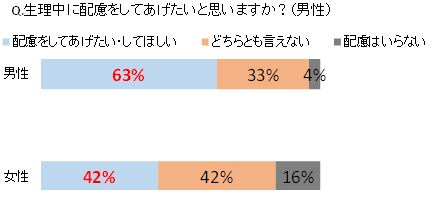 Q.生理中に配慮をしてあげたいと思いますか？（男性）
配慮をしてあげたい・してほしい どちらとも言えない 配慮はいらない
男性 63% 33% 4%
女性 42% 42% 16%